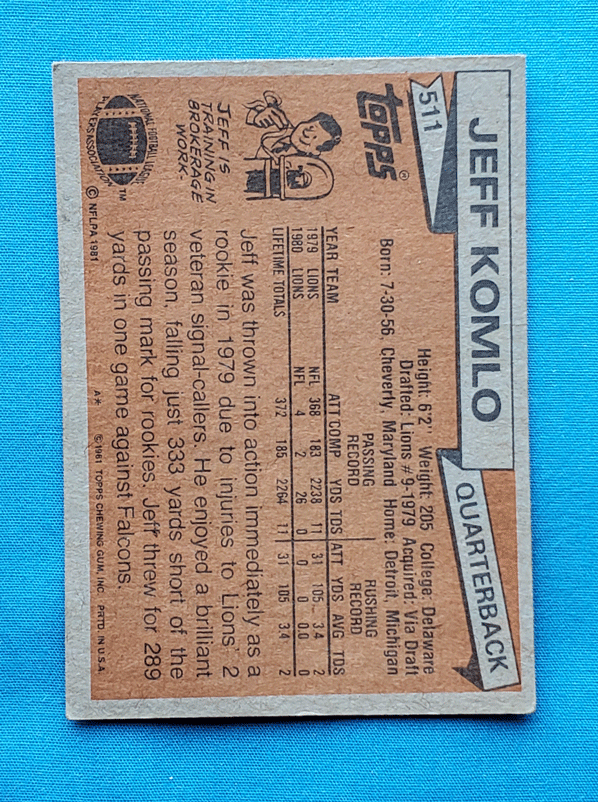 511
JEFF KOMLO
QUARTERBACK
TOPPS®
Height: 6'2" Weight: 205 College: Delaware
Drafted: Lions #9-1979 Acquired: Via Draft
Born: 7-30-56, Cheverly, Maryland Home: Detroit, Michigan
PASSING RECORD RUSHING RECORD
YEAR TEAM ATT COMP YDS TDS ATT. YDS AVG TDS
1979 LIONS NFL 368 183 2238 11 31 105 3.4 2
1980 LIONS NFL 4 2 26 0 0 0 0.0 0
LIFETIME TOTALS 372 185 2264 11 31 105 3.4 2
JEFF IS
TRAINING IN
BROKERAGE
WORK.
Jeff was thrown into action immediately as a
rookie in 1979 due to injuries to Lions' 2
veteran signal-callers. He enjoyed a brilliant
season, falling just 333 yards short of the
passing mark for rookies. Jeff threw for 289
yards in one game against Falcons.
NATIONAL FOOTBALL LEAGUE
PLAYERS ASSOCIATION
TM
© NFLPA 1981
A* ©1981 TOPPS CHEWING GUM, INC. PRTD. IN U.S.A.